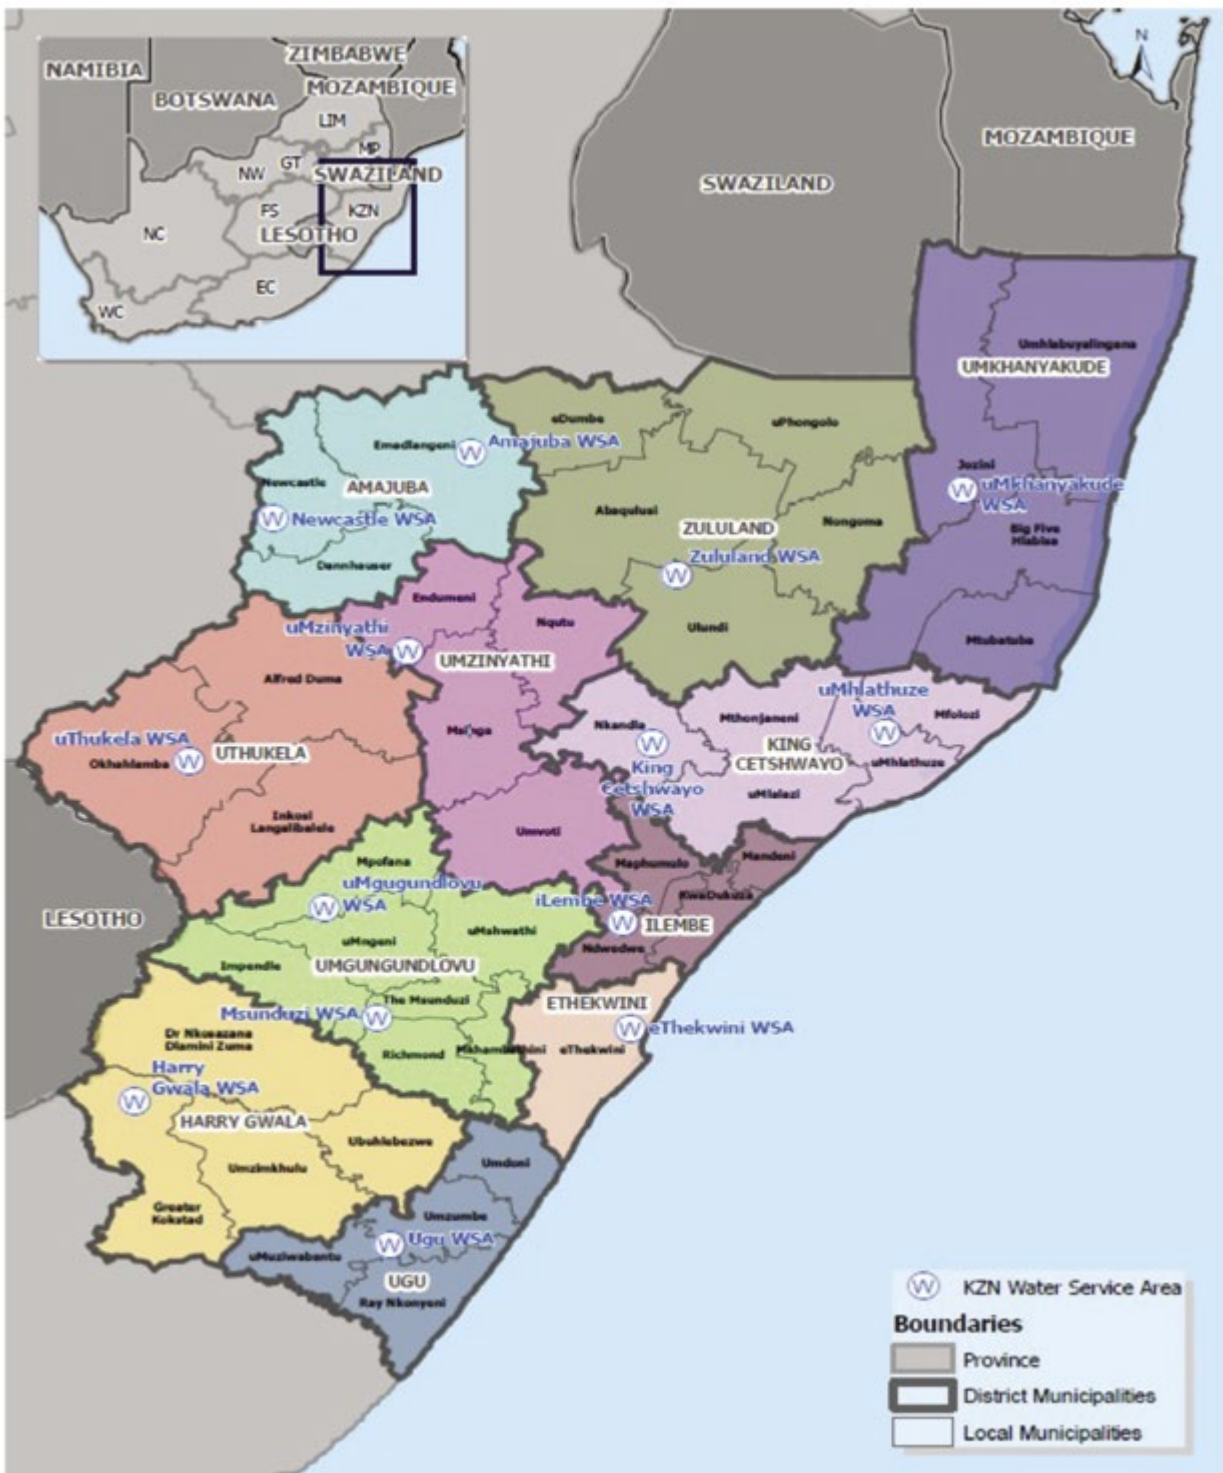 N
NAMIBIA
ZIMBABWE
BOTSWANA
MOZAMBIQUE
LIM
MP
GT
NW
SWAZILAND
FS
KZN
NC
LESOTHO
EC
WC
MOZAMBIQUE
SWAZILAND
Umhlabuyalingana
UMKHANYAKUDE
eDumbe
uPhongolo
Emadlangeni
Amajuba WSA
Jozini
Newcastle
AMAJUBA
uMkhanyakude
WSA
Newcastle WSA
Abaqulusi
ZULULAND
Nongoma
Big Five
Hlabisa
Dannhauser
Zululand WSA
Endumeni
Nqutu
Ulundi
Mtubatuba
uMzinyathi
WSA
UMZINYATHI
Alfred Duma
uMhlathuze
WSA
Nkandla
Mthonjaneni
Mfolozi
uThukela WSA
UTHUKELA
Okhahlamba
Msinga
KING
CETSHWAYO
uMhlathuze
King
Cetshwayo
WSA
uMlalazi
Inkosi
Langalibalele
Umvoti
Mpofana
Maphumulo
Mandeni
uMgugundlovu
WSA
iLembe WSA
KwaDukuza
LESOTHO
uMshwathi
ILEMBE
uMngeni
Ndwedwe
Impendle
UMGUNGUNDLOVU
The Msunduzi
ETHEKWINI
Msunduzi WSA
eThekwini WSA
Dr Nkosazana
Dlamini Zuma
Richmond
eThekwini
Harry
Gwala WSA
HARRY GWALA
Ubuhlebezwe
Umzimkhulu
Umdoni
Greater
Kokstad
Umzumbe
Ugu WSA
uMuziwabantu
UGU
Ray Nkonyeni
W KZN Water Service Area
Boundaries
Province
District Municipalities
Local Municipalities